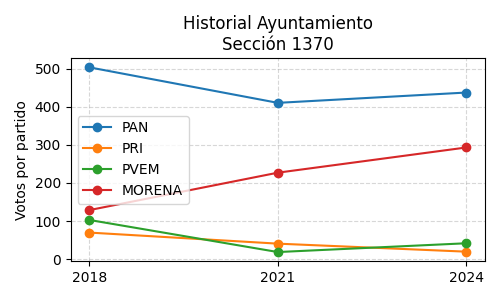 Historial Ayuntamiento
Sección 1370
Votos por partido
500
400
300
200
100
0
PAN
PRI
PVEM
MORENA
2018
2021
2024